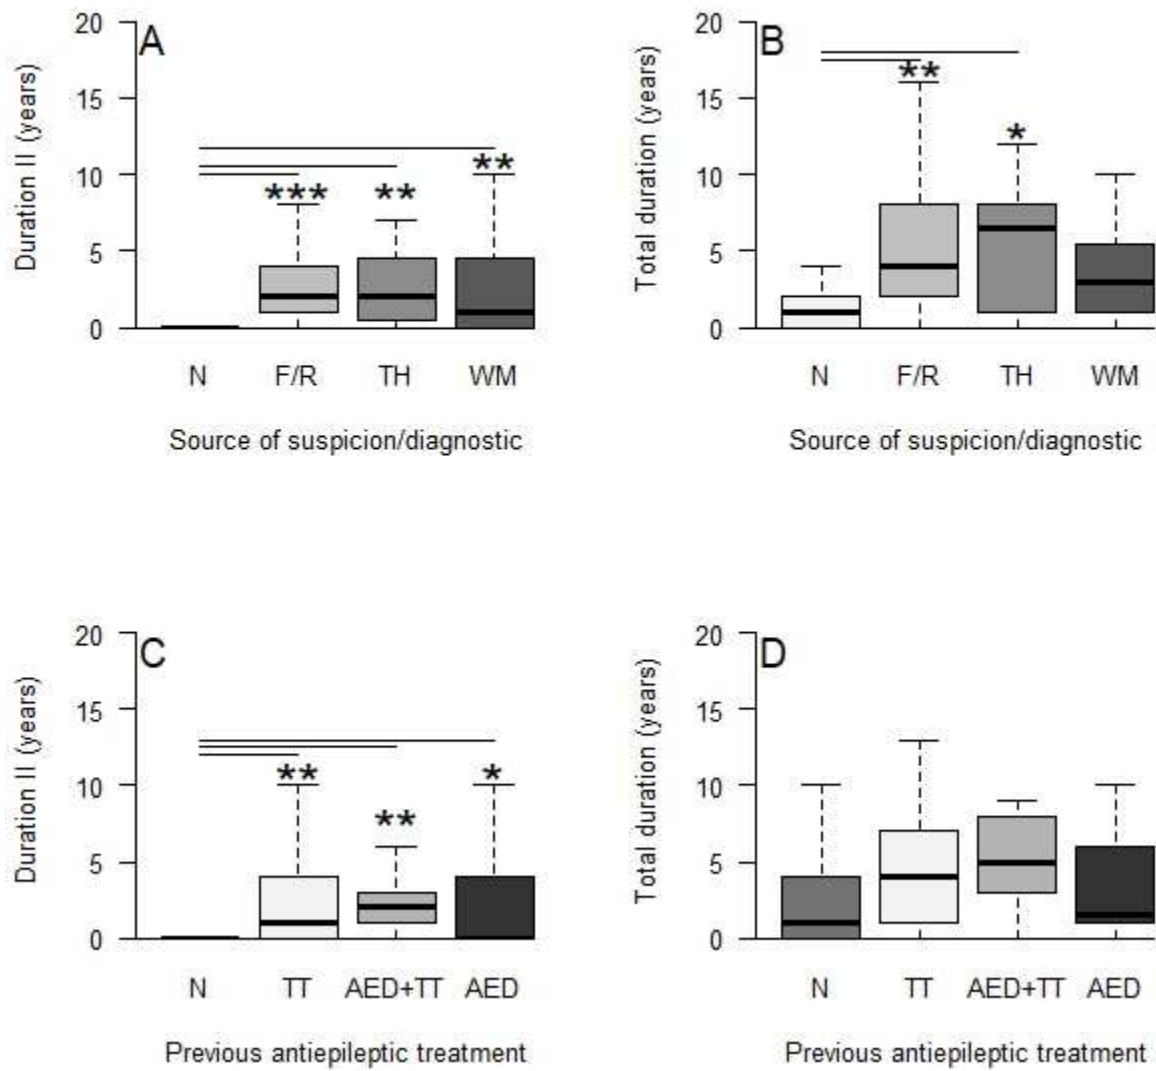 A
Duration II (years)
20
15
10
5
0
***
**
**
N F/R TH WM
Source of suspicion/diagnostic
B
Total duration (years)
20
15
10
5
0
**
*
N F/R TH WM
Source of suspicion/diagnostic
C
Duration II (years)
20
15
10
5
0
**
**
*
N TT AED+TT AED
Previous antiepileptic treatment
D
Total duration (years)
20
15
10
5
0
N TT AED+TT AED
Previous antiepileptic treatment